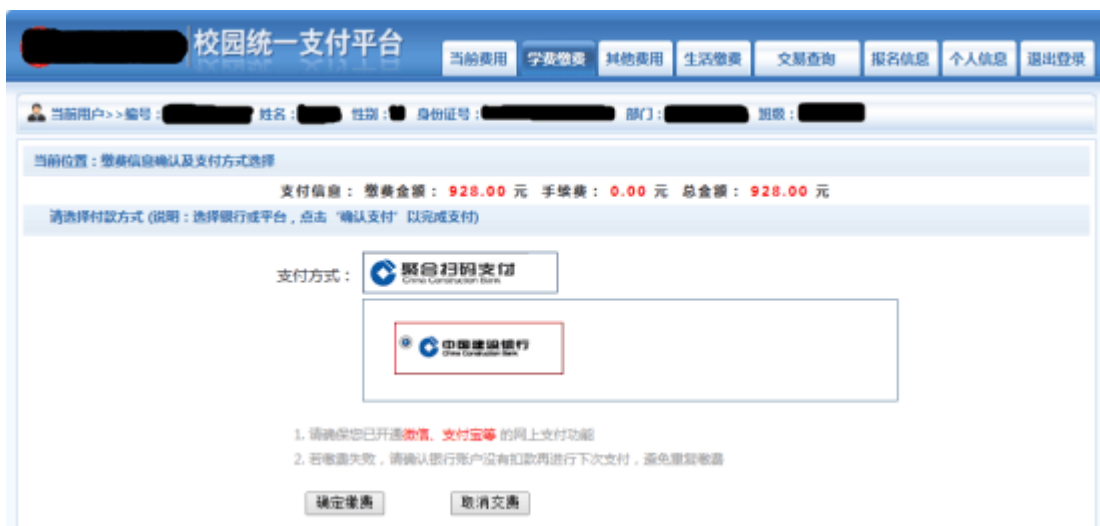 校园统一支付平台
当前费用 学费缴费 其他费用 生活缴费 交易查询 报名信息 个人信息 退出登录
当前用户>>编号： 姓名： 性别： 身份证号： 部门： 班级：
当前位置：缴费信息确认及支付方式选择
支付信息： 缴费金额： 928.00 元 手续费： 0.00 元 总金额： 928.00 元
请选择付款方式 (说明：选择银行或平台，点击‘确认支付’以完成支付)
支付方式： 聚合扫码支付
China Construction Bank
中国建设银行
China Construction Bank
1. 请确保您已开通微信、支付宝等 的网上支付功能
2. 若缴费失败，请确认银行账户没有扣款再进行下次支付，避免重复缴费
确定缴费 取消交费